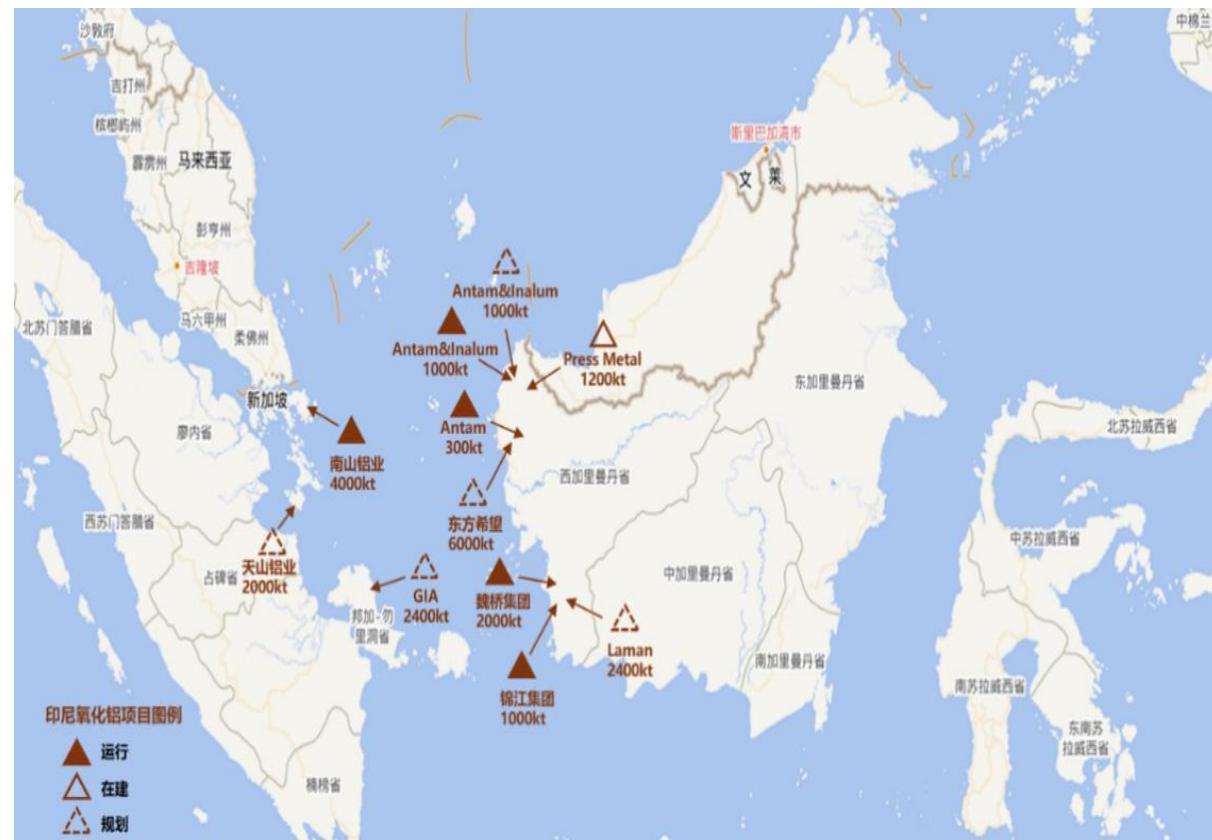 沙敦府
中棉兰
吉打州
槟榔屿州
霹雳州
马来西亚
斯里巴加湾市
文 莱
彭亨州
吉隆坡
马六甲州
柔佛州
北苏门答腊省
新加坡
廖内省
Antam&Inalum
1000kt
Antam&Inalum
1000kt
Press Metal
1200kt
东加里曼丹省
Antam
300kt
北苏拉威西省
南山铝业
4000kt
西加里曼丹省
东方希望
6000kt
西苏门答腊省
占碑省
天山铝业
2000kt
中苏拉威西省
中加里曼丹省
GIA
2400kt
魏桥集团
2000kt
邦加-勿
里洞省
Laman
2400kt
南加里曼丹省
锦江集团
1000kt
南苏拉威西省
东南苏
拉威西省
楠榜省
印尼氧化铝项目图例
运行
在建
规划